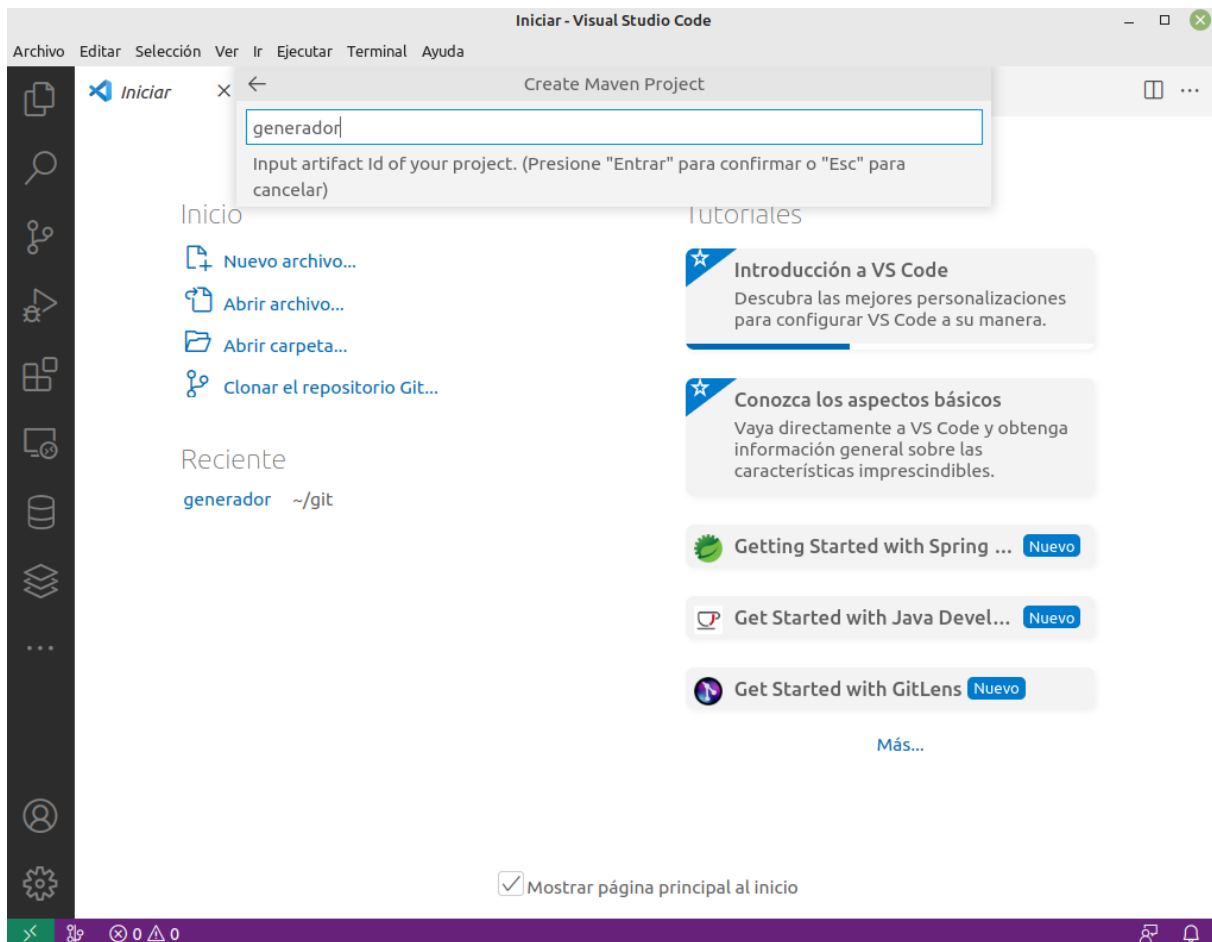 Iniciar - Visual Studio Code
Archivo Editar Selección Ver Ir Ejecutar Terminal Ayuda
Iniciar
Create Maven Project
generador
Input artifact Id of your project. (Presione "Entrar" para confirmar o "Esc" para
cancelar)
Inicio
Nuevo archivo...
Abrir archivo...
Abrir carpeta...
Clonar el repositorio Git...
Reciente
generador ~/git
Tutoriales
Introducción a VS Code
Descubra las mejores personalizaciones
para configurar VS Code a su manera.
Conozca los aspectos básicos
Vaya directamente a VS Code y obtenga
información general sobre las
características imprescindibles.
Getting Started with Spring ... Nuevo
Get Started with Java Devel... Nuevo
Get Started with GitLens Nuevo
Más...
Mostrar página principal al inicio
0 0